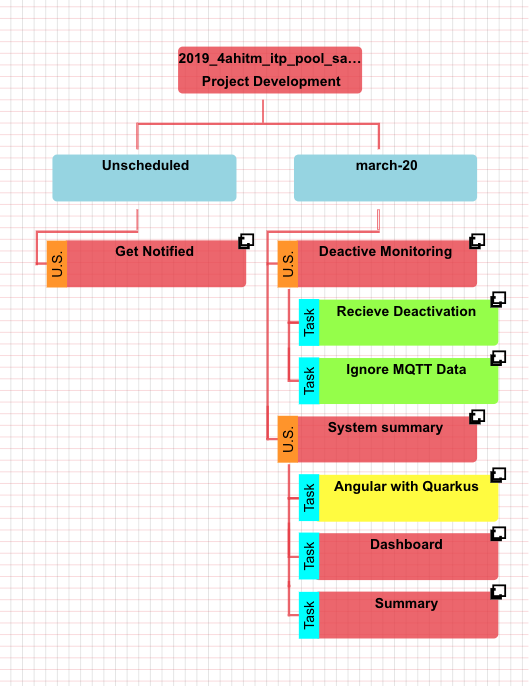 2019_4ahitm_itp_pool_sa...
Project Development
Unscheduled
march-20
U.S.
Get Notified
U.S.
Deactive Monitoring
Task
Recieve Deactivation
Task
Ignore MQTT Data
U.S.
System summary
Task
Angular with Quarkus
Task
Dashboard
Task
Summary